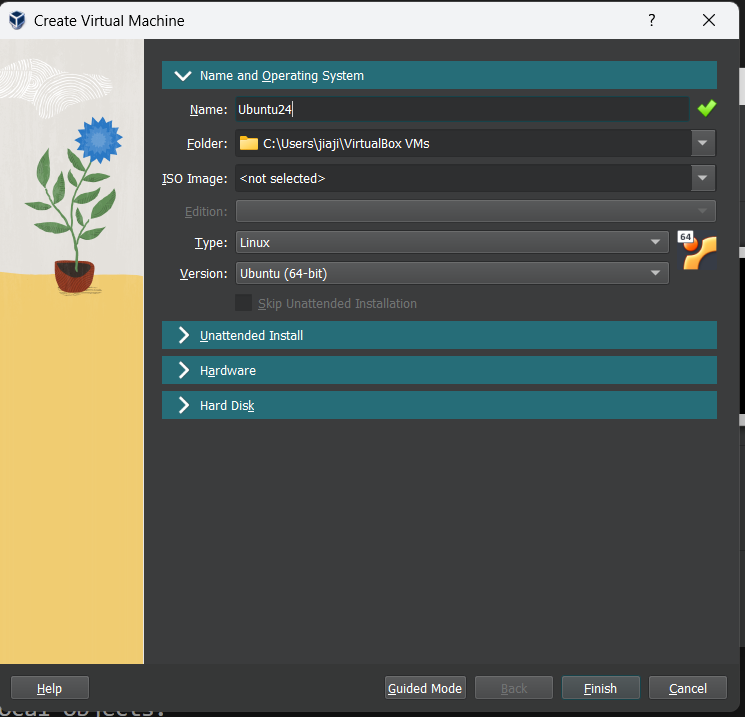 Create Virtual Machine ?
Name and Operating System
Name: Ubuntu24
Folder: C:\Users\jiaji\VirtualBox VMs
ISO Image: <not selected>
Edition:
Type: Linux
64
Version: Ubuntu (64-bit)
Skip Unattended Installation
Unattended Install
Hardware
Hard Disk
Help Guided Mode Back Finish Cancel
ocal objects.